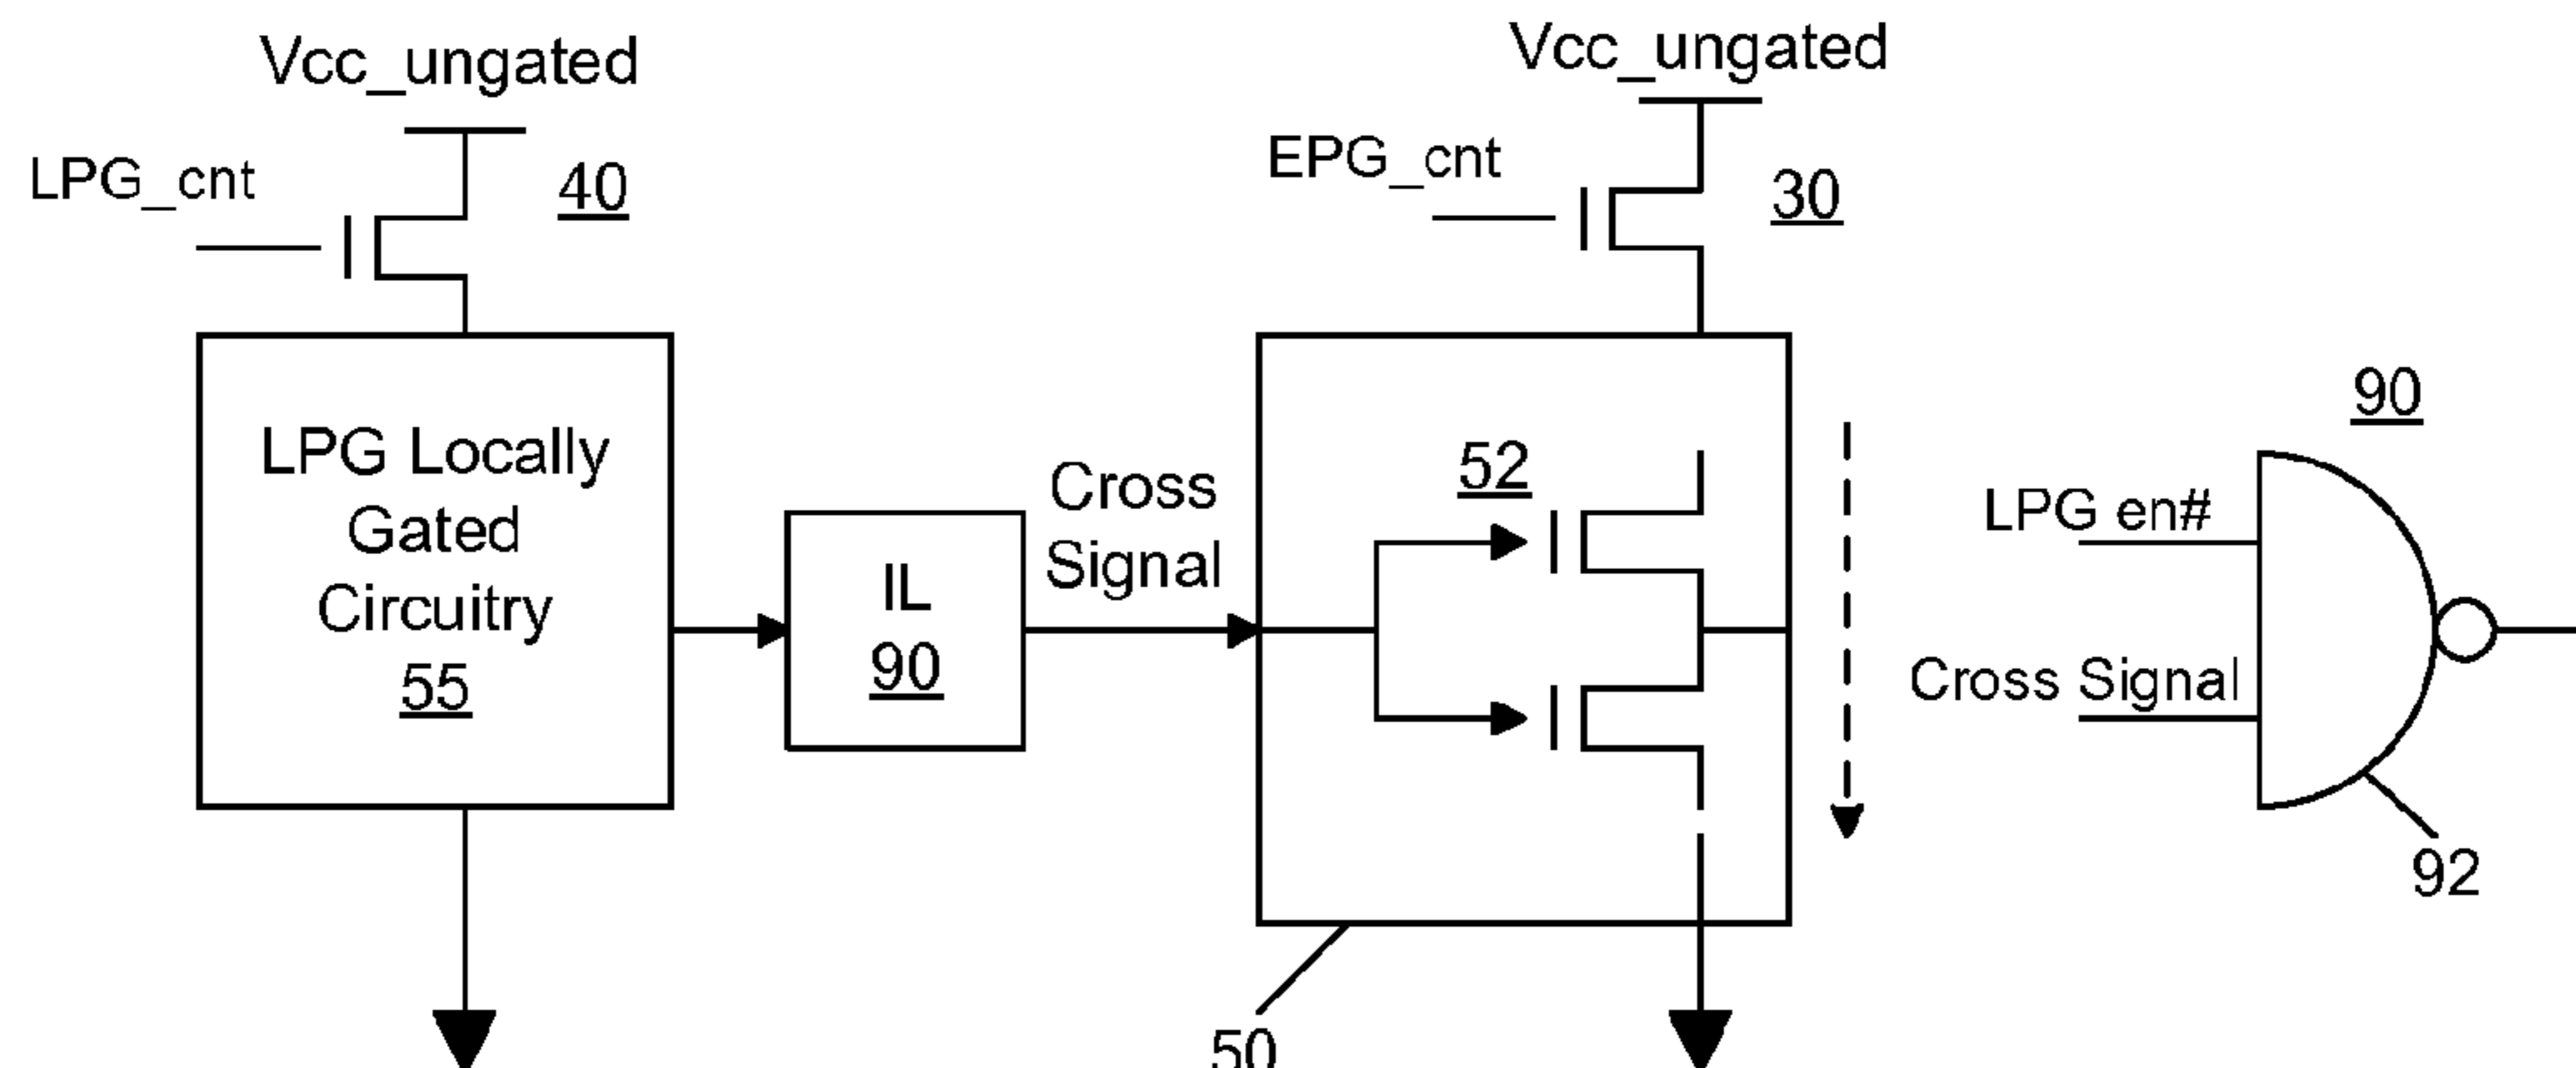 Vcc_ungated
LPG_cnt
40
LPG Locally
Gated
Circuitry
55
IL
90
Cross
Signal
Vcc_ungated
EPG_cnt
30
52
50
90
LPG en#
Cross Signal
92